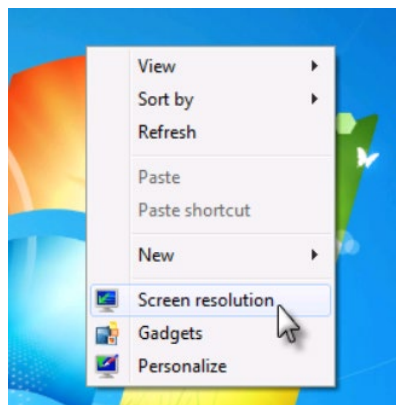 View
Sort by
Refresh
Paste
Paste shortcut
New
Screen resolution
Gadgets
Personalize